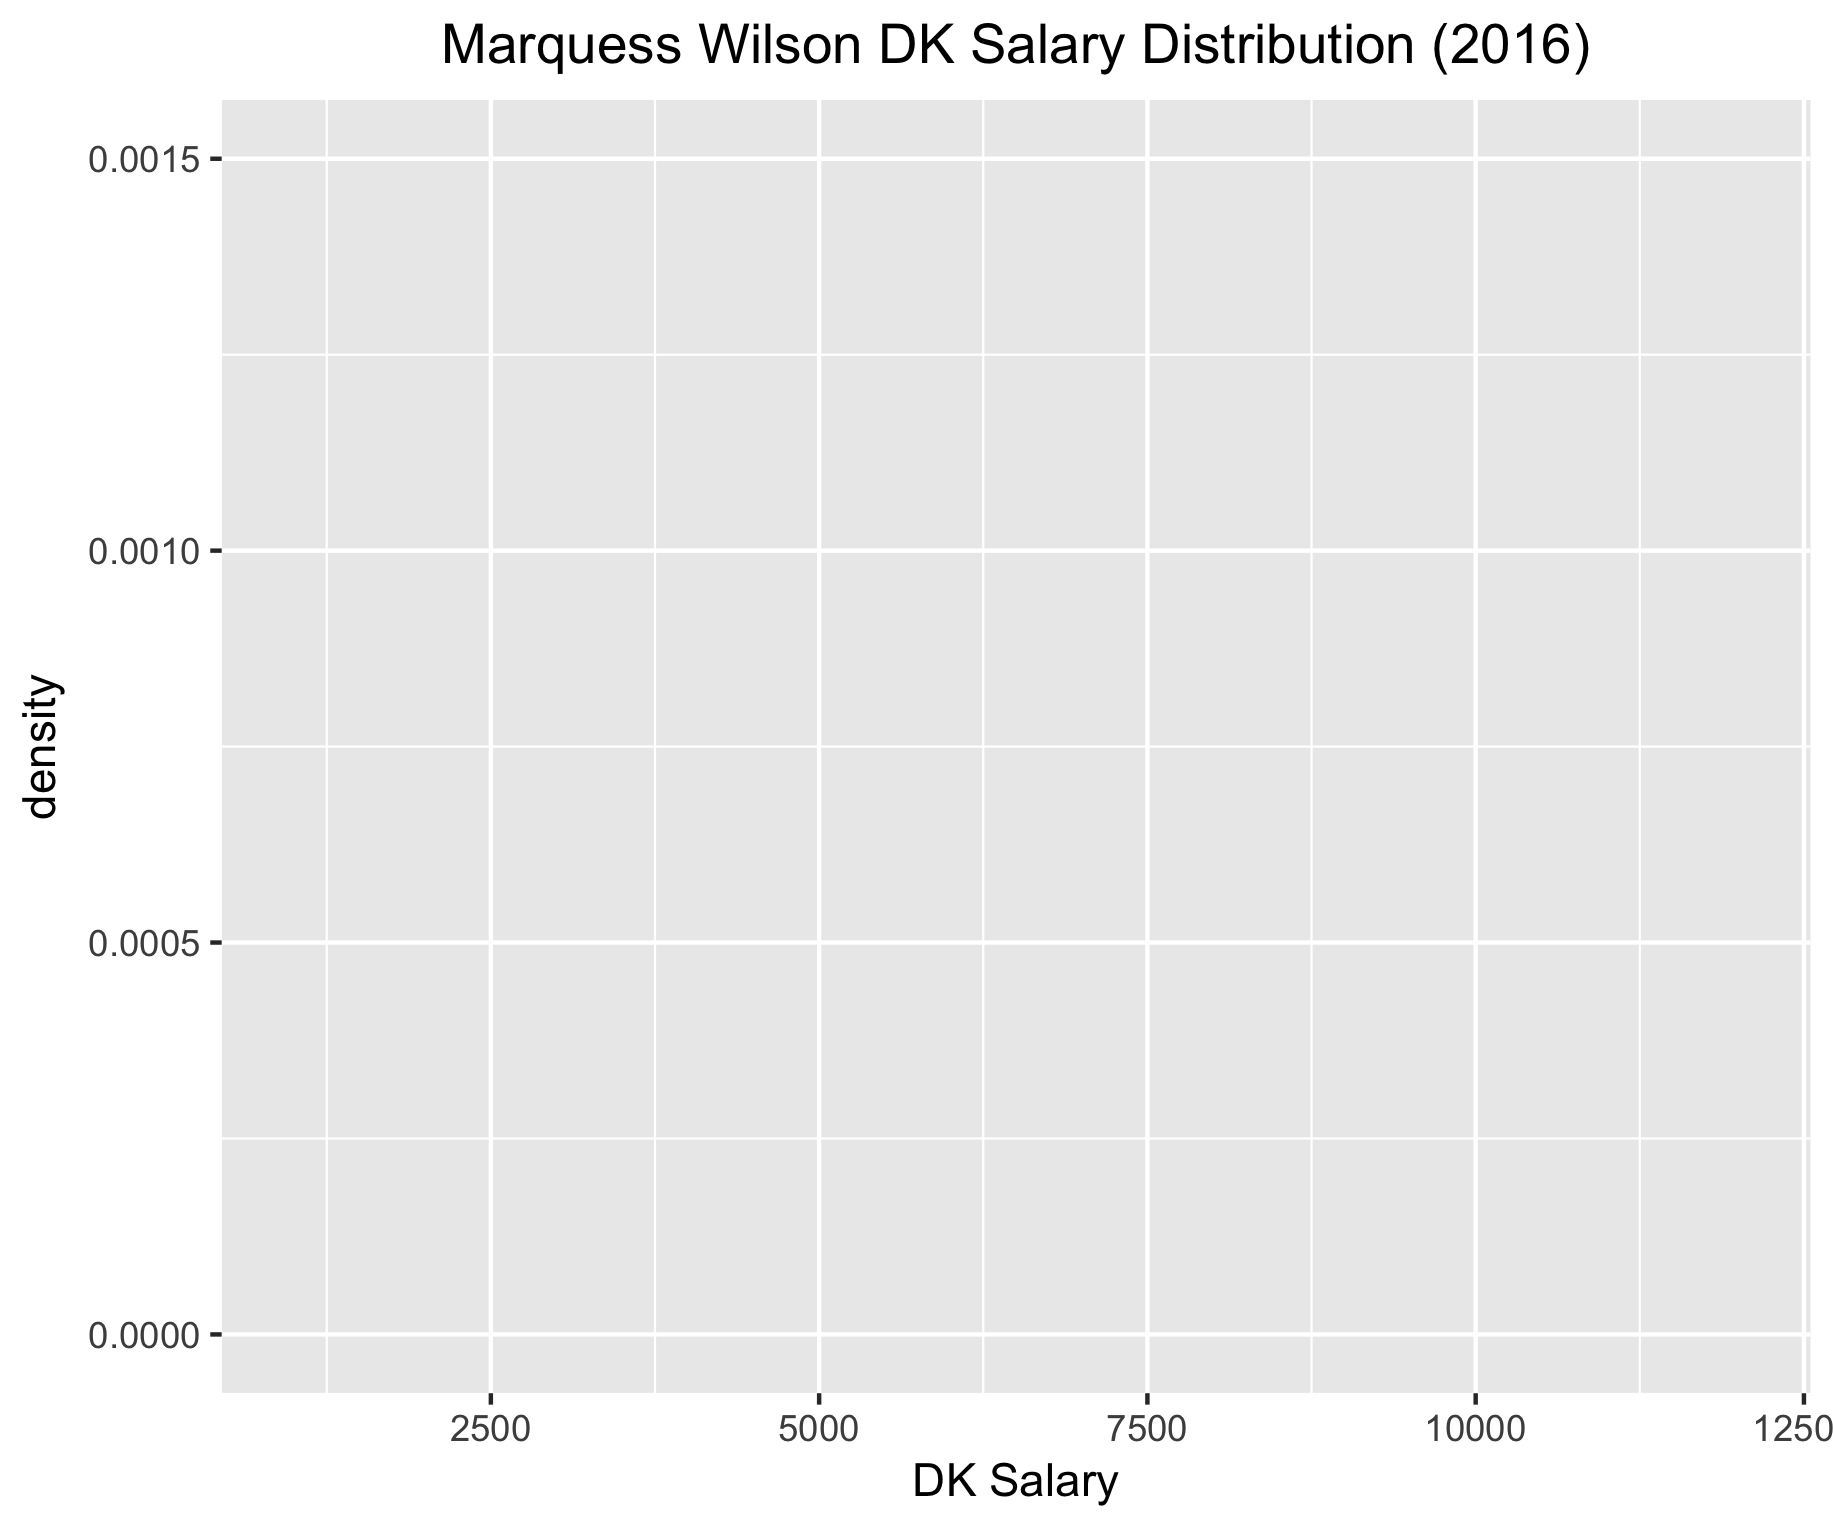 Marquess Wilson DK Salary Distribution (2016)
0.0015
0.0010
0.0005
0.0000
density
2500 5000 7500 10000 1250
DK Salary